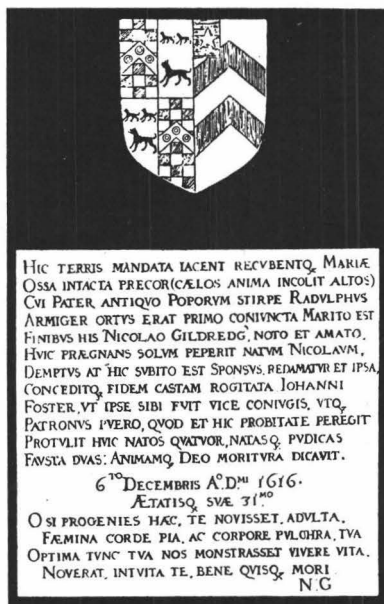 HIC TERRIS MANDATA IACENT RECVBENTQ MARIÆ
OSSA INTACTA PRECOR (CÆLOS ANIMA INCOLIT ALTOS)
CVI PATER ANTIQVO POPORVM STIRPE RADVLPHVS
ARMIGER ORTVS ERAT PRIMO CONIVNCTA MARITO EST
FINIBVS HIS NICOLAO GILDREDG', NOTO ET AMATO.
HVIC PRÆGNANS SOLVM PEPERIT NATVM NICOLAVM,
DEMPTVS AT HIC SVBITO EST SPONSVS, REDAMATVR ET IPSA,
CONCEDITQ FIDEM CASTAM ROGITATA IOHANNI
FOSTER, VT IPSE SIBI FVIT VICE CONIVGIS, VTQ
PATRONVS PVERO, QVOD ET HIC PROBITATE PEREGIT
PROTVLIT HVIC NATOS QVATVOR, NATASQ PVDICAS
FAVSTA DVAS: ANIMAMQ DEO MORITVRA DICAVIT.
6TO DECEMBRIS Ao. D.MI 1616.
ÆTATISQ SVÆ 31MO
O SI PROGENIES HÆC, TE NOVISSET, ADVLTA,
FÆMINA CORDE PIA, AC CORPORE PVLCHRA, TVA
OPTIMA TVNC TVA NOS MONSTRASSET VIVERE VITA.
NOVERAT, INTVITA TE, BENE QVISQ MORI
N.G